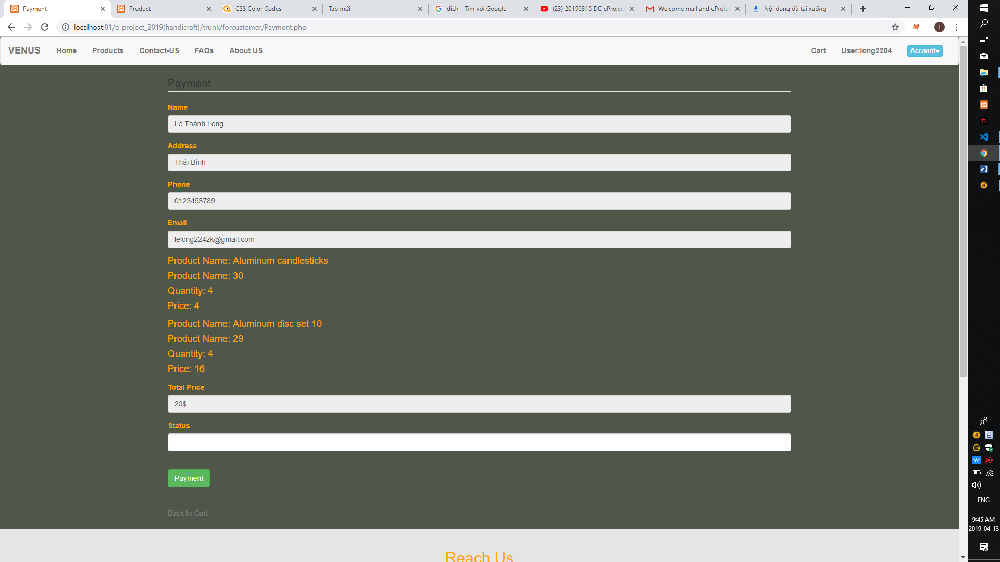 Payment
Product
CSS Color Codes
Tab mới
dich - Tìm với Google
(23) 20190315 DC eProjec
Welcome mail and eProjec
Nội dung đã tải xuống
localhost:81/e-project_2019(handicraft)/trunk/forcustomer/Payment.php
VENUS Home Products Contact-US FAQs About US Cart User:long2204 Account
Payment
Name
Lê Thành Long
Address
Thái Bình
Phone
0123456789
Email
lelong2242k@gmail.com
Product Name: Aluminum candlesticks
Product Name: 30
Quantity: 4
Price: 4
Product Name: Aluminum disc set 10
Product Name: 29
Quantity: 4
Price: 16
Total Price
20$
Status
Payment
Back to Cart
Reach Us
ENG
9:45 AM
2019-04-13